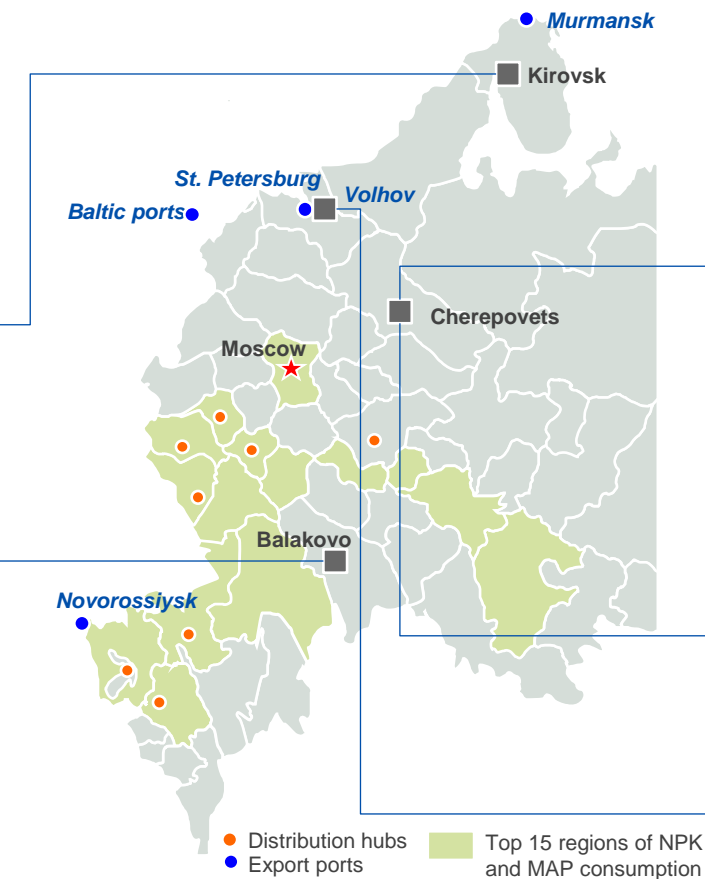 Murmansk
Kirovsk
St. Petersburg
Volhov
Baltic ports
Cherepovets
Moscow
Balakovo
Novorossiysk
Distribution hubs
Export ports
Top 15 regions of NPK
and MAP consumption